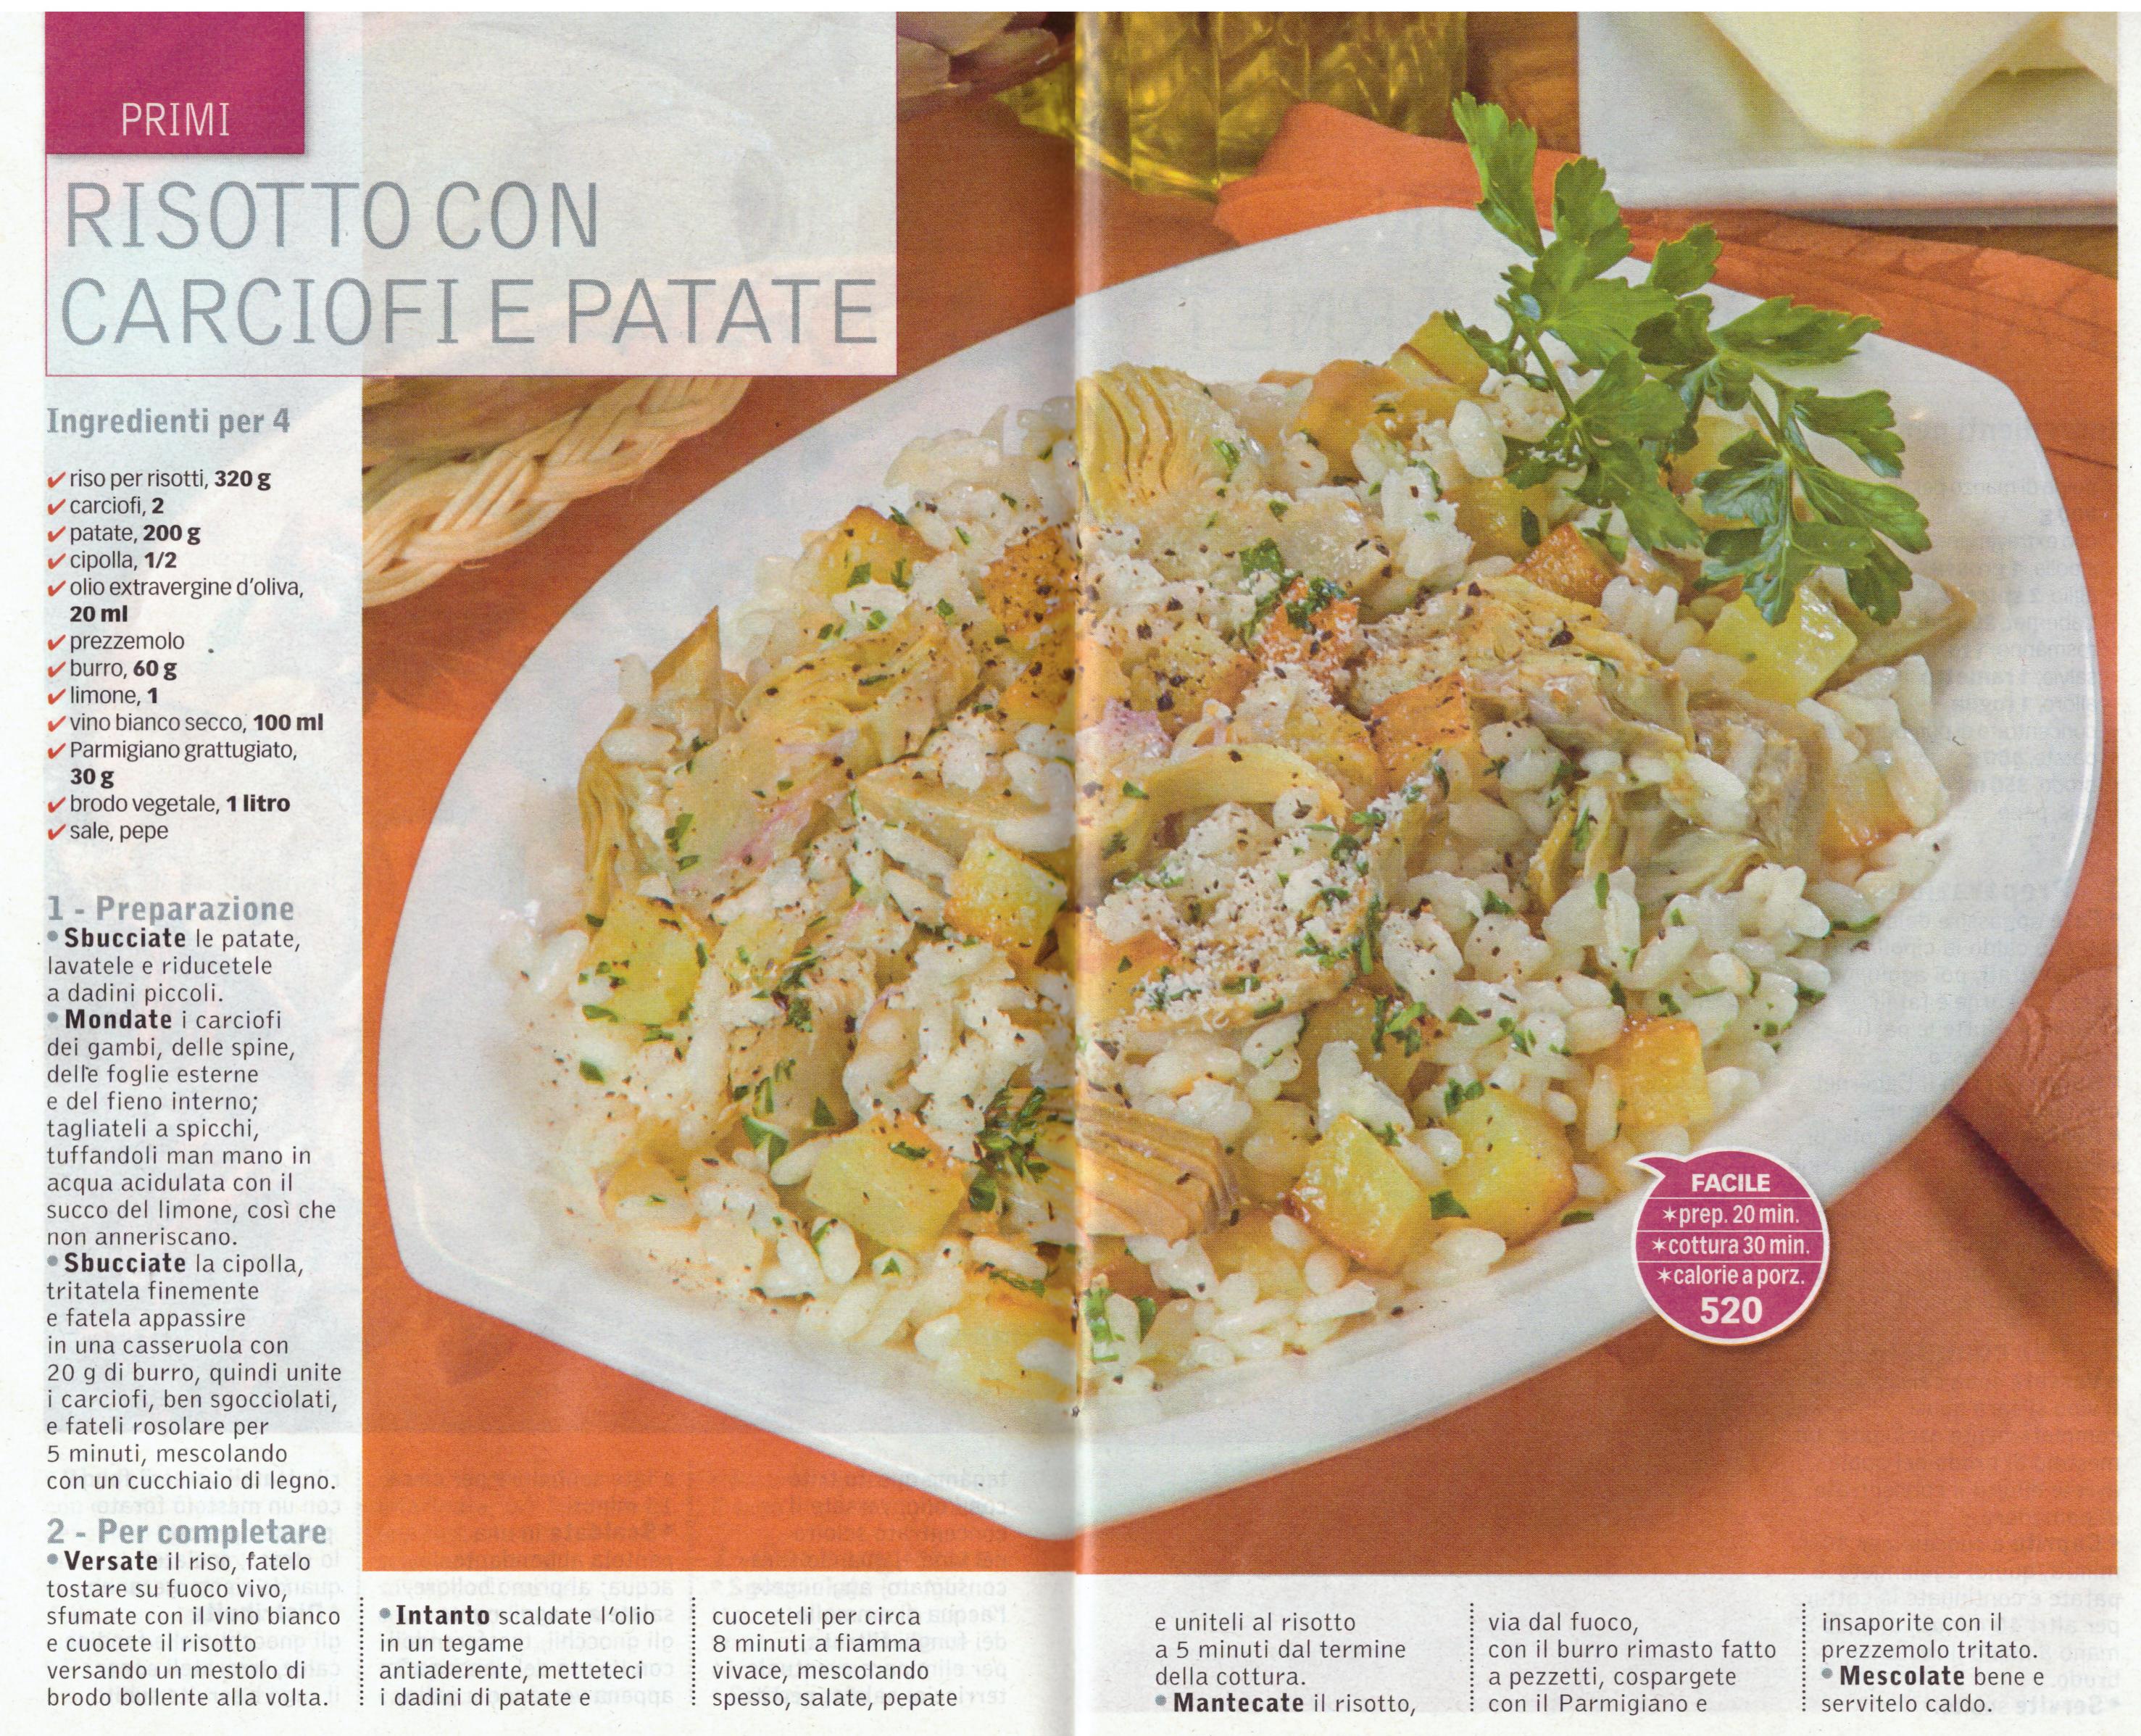 PRIMI
RISOTTO CON
CARCIOFI E PATATE
Ingredienti per 4
✔ riso per risotti, 320 g
✔ carciofi, 2
✔ patate, 200 g
✔ cipolla, 1/2
✔ olio extravergine d'oliva,
20 ml
✔ prezzemolo
✔ burro, 60 g
✔ limone, 1
✔ vino bianco secco, 100 ml
✔ Parmigiano grattugiato,
30 g
✔ brodo vegetale, 1 litro
✔ sale, pepe
1 - Preparazione
• Sbucciate le patate,
lavatele e riducetele
a dadini piccoli.
• Mondate i carciofi
dei gambi, delle spine,
delle foglie esterne
e del fieno interno;
tagliateli a spicchi,
tuffandoli man mano in
acqua acidulata con il
succo del limone, così che
non anneriscano.
• Sbucciate la cipolla,
tritatela finemente
e fatela appassire
in una casseruola con
20 g di burro, quindi unite
i carciofi, ben sgocciolati,
e fateli rosolare per
5 minuti, mescolando
con un cucchiaio di legno.
2 - Per completare
• Versate il riso, fatelo
tostare su fuoco vivo,
sfumate con il vino bianco
e cuocete il risotto
versando un mestolo di
brodo bollente alla volta.
• Intanto scaldate l'olio
in un tegame
antiaderente, metteteci
i dadini di patate e
cuoceteli per circa
8 minuti a fiamma
vivace, mescolando
spesso, salate, pepate
e uniteli al risotto
a 5 minuti dal termine
della cottura.
• Mantecate il risotto,
via dal fuoco,
con il burro rimasto fatto
a pezzetti, cospargete
con il Parmigiano e
insaporite con il
prezzemolo tritato.
• Mescolate bene e
servitelo caldo.
FACILE
✶prep. 20 min.
✶cottura 30 min.
✶calorie a porz.
520